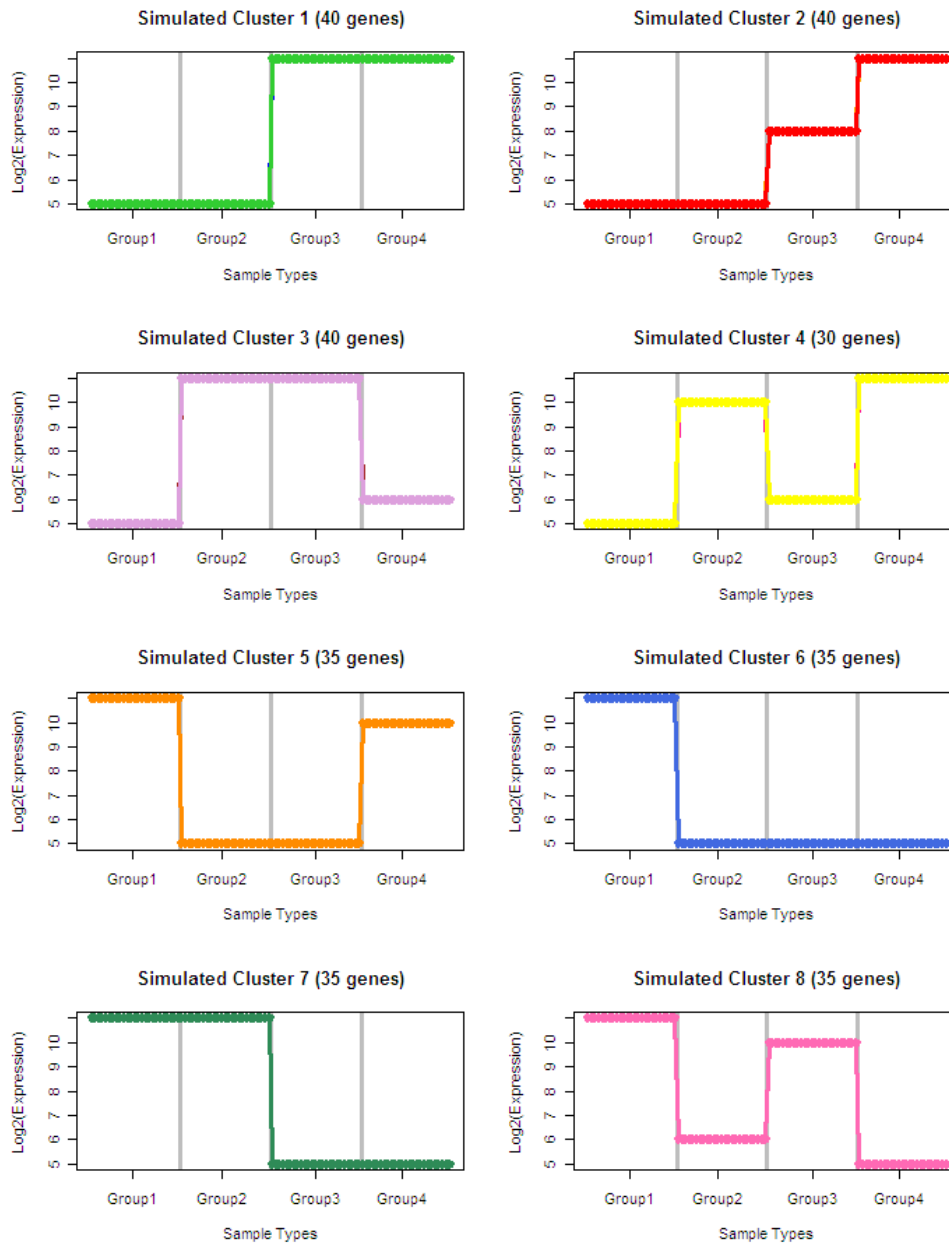 Simulated Cluster 1 (40 genes)
Log2(Expression)
5 6 7 8 9 10
Group1 Group2 Group3 Group4
Sample Types
Simulated Cluster 2 (40 genes)
Log2(Expression)
5 6 7 8 9 10
Group1 Group2 Group3 Group4
Sample Types
Simulated Cluster 3 (40 genes)
Log2(Expression)
5 6 7 8 9 10
Group1 Group2 Group3 Group4
Sample Types
Simulated Cluster 4 (30 genes)
Log2(Expression)
5 6 7 8 9 10
Group1 Group2 Group3 Group4
Sample Types
Simulated Cluster 5 (35 genes)
Log2(Expression)
5 6 7 8 9 10
Group1 Group2 Group3 Group4
Sample Types
Simulated Cluster 6 (35 genes)
Log2(Expression)
5 6 7 8 9 10
Group1 Group2 Group3 Group4
Sample Types
Simulated Cluster 7 (35 genes)
Log2(Expression)
5 6 7 8 9 10
Group1 Group2 Group3 Group4
Sample Types
Simulated Cluster 8 (35 genes)
Log2(Expression)
5 6 7 8 9 10
Group1 Group2 Group3 Group4
Sample Types